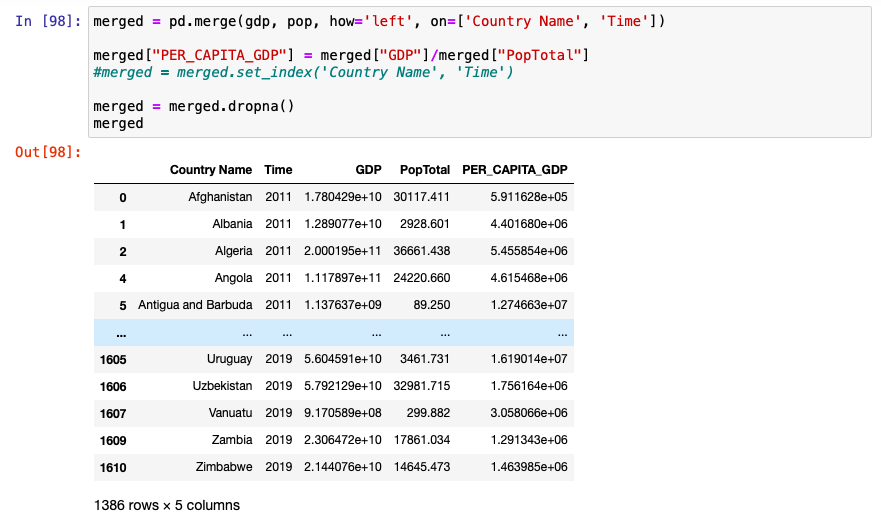 In [98]: merged = pd.merge(gdp, pop, how='left', on=['Country Name', 'Time'])
merged["PER_CAPITA_GDP"] = merged["GDP"]/merged["PopTotal"]
#merged = merged.set_index('Country Name', 'Time')
merged = merged.dropna()
merged
Out[98]:
Country Name Time GDP PopTotal PER_CAPITA_GDP
0 Afghanistan 2011 1.780429e+10 30117.411 5.911628e+05
1 Albania 2011 1.289077e+10 2928.601 4.401680e+06
2 Algeria 2011 2.000195e+11 36661.438 5.455854e+06
4 Angola 2011 1.117897e+11 24220.660 4.615468e+06
5 Antigua and Barbuda 2011 1.137637e+09 89.250 1.274663e+07
... ... ... ... ... ...
1605 Uruguay 2019 5.604591e+10 3461.731 1.619014e+07
1606 Uzbekistan 2019 5.792129e+10 32981.715 1.756164e+06
1607 Vanuatu 2019 9.170589e+08 299.882 3.058066e+06
1609 Zambia 2019 2.306472e+10 17861.034 1.291343e+06
1610 Zimbabwe 2019 2.144076e+10 14645.473 1.463985e+06
1386 rows × 5 columns